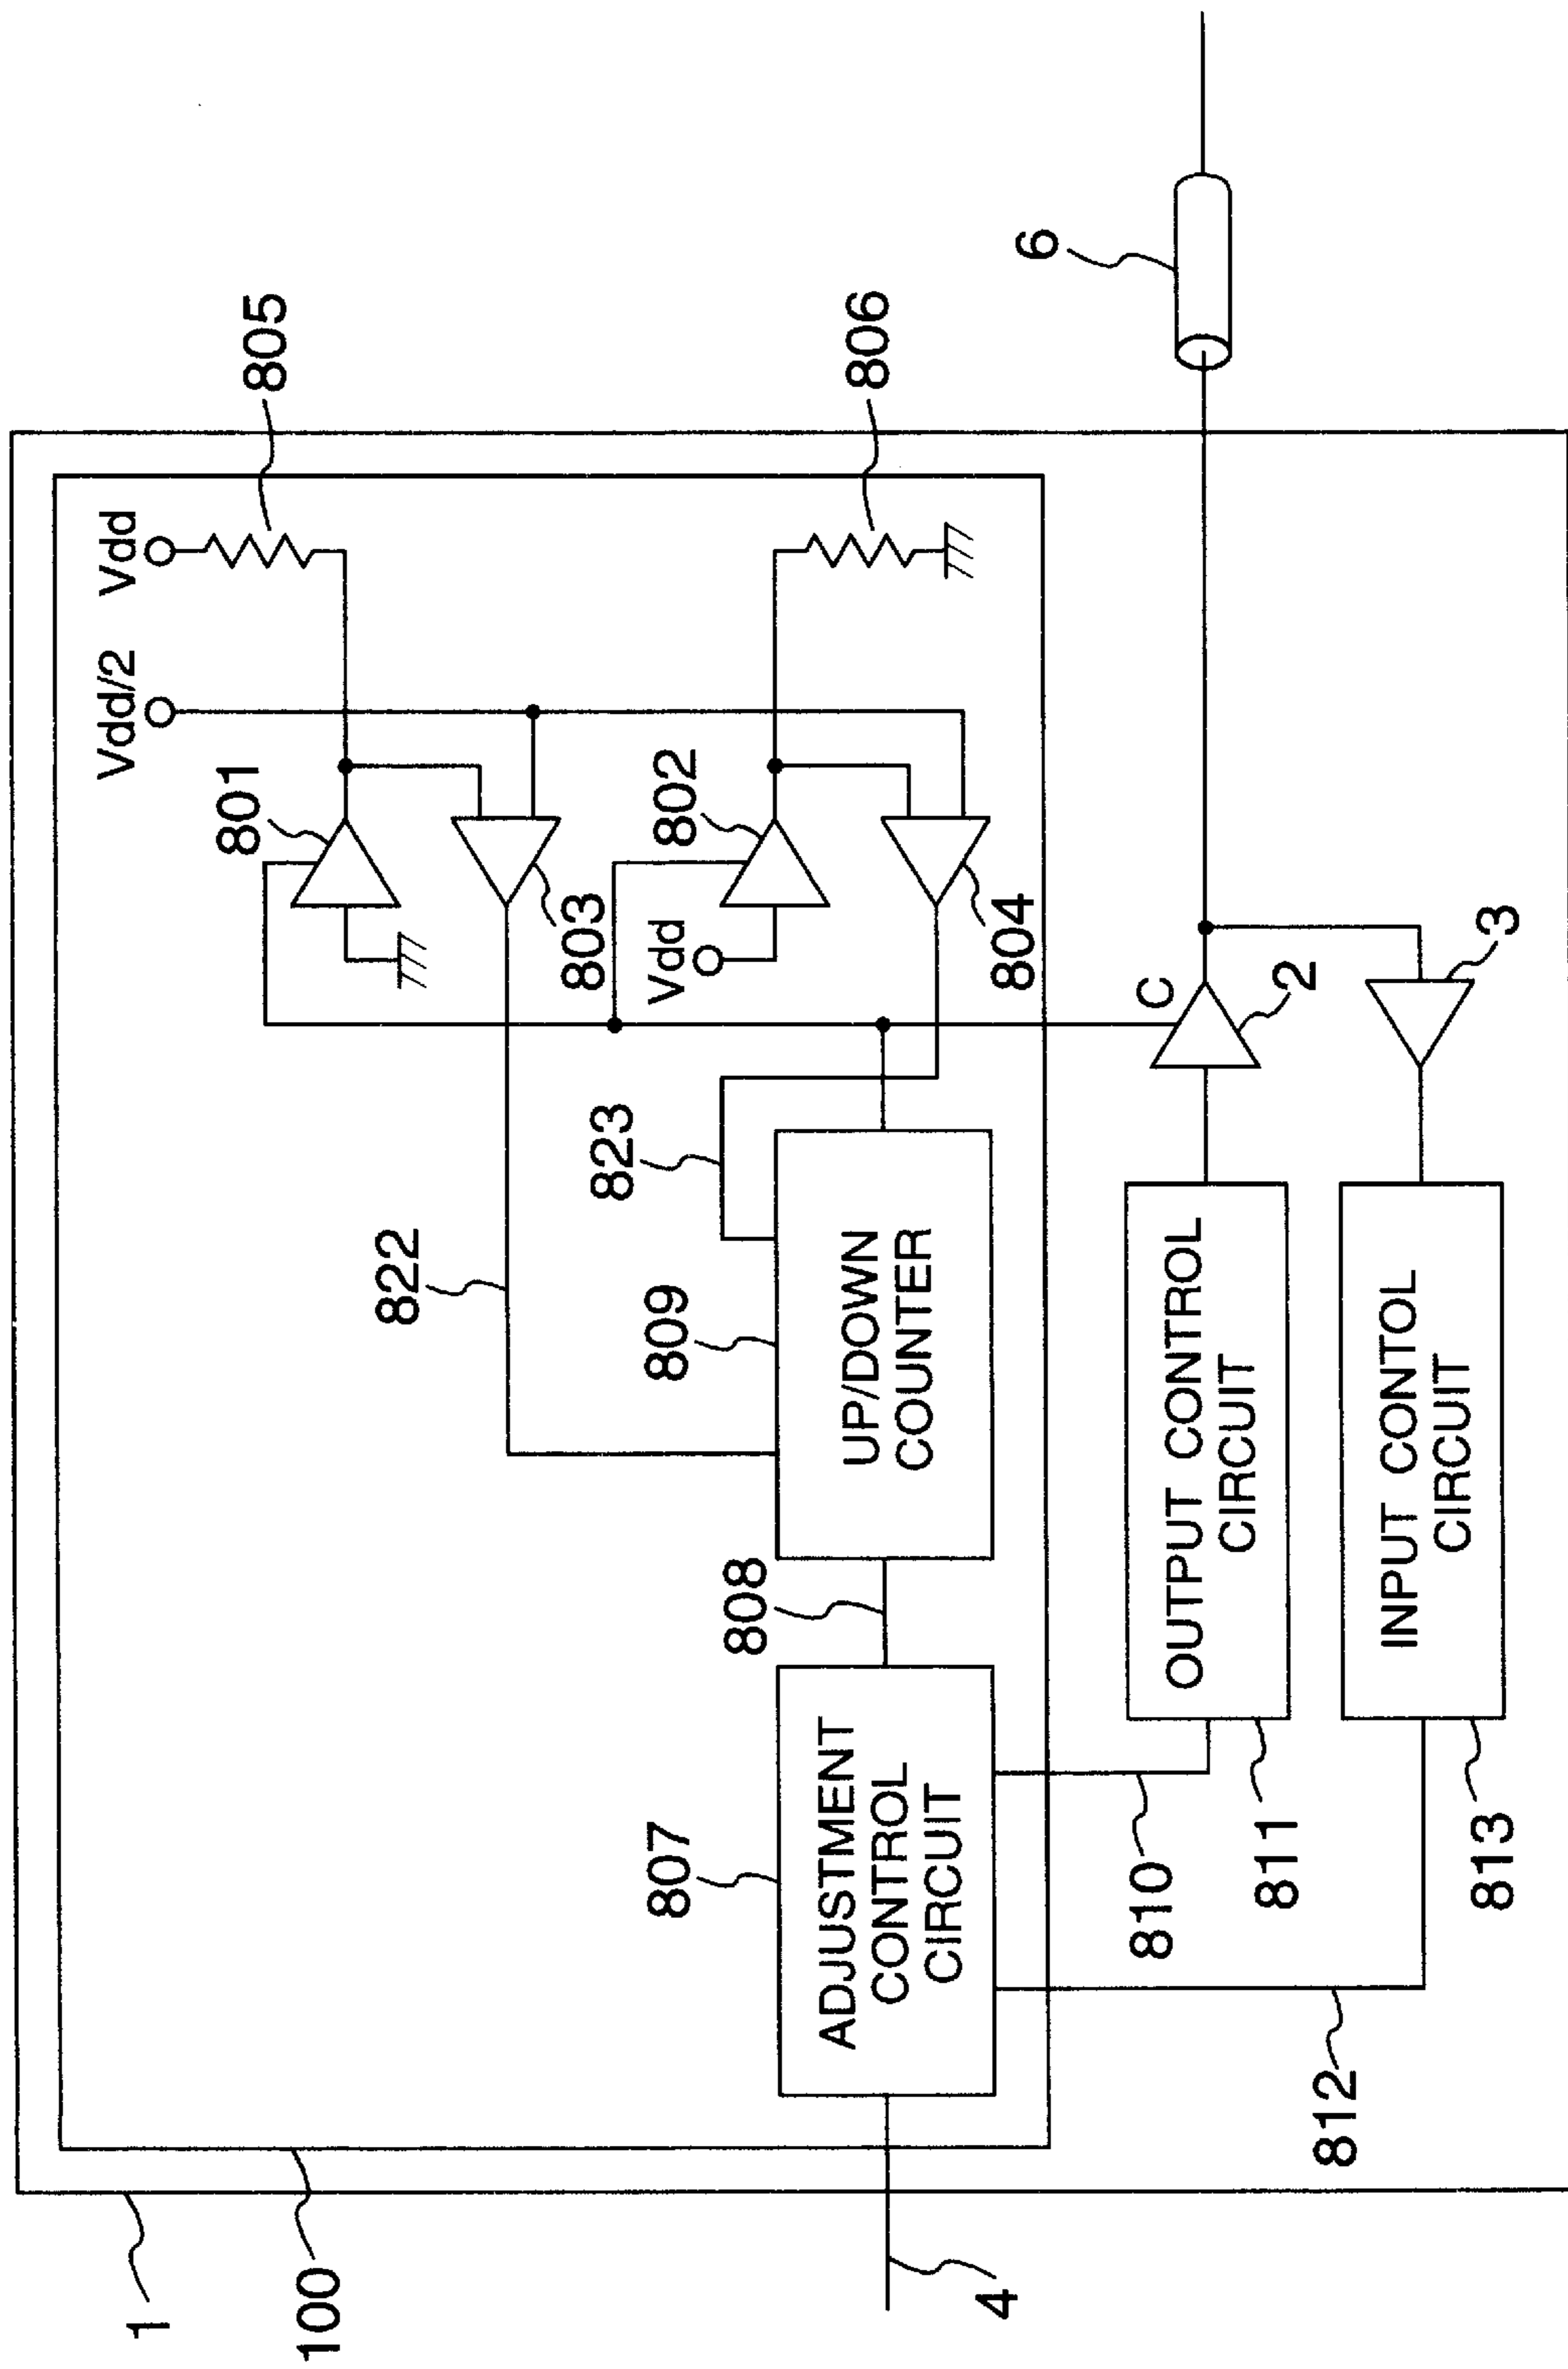 1
100
Vdd/2
Vdd
805
801
822
803
802
806
6
823
Vdd
804
807
808
809
ADJUSTMENT
CONTROL
CIRCUIT
UP/DOWN
COUNTER
4
C
2
810
811
OUTPUT CONTROL
CIRCUIT
3
812
813
INPUT CONTOL
CIRCUIT